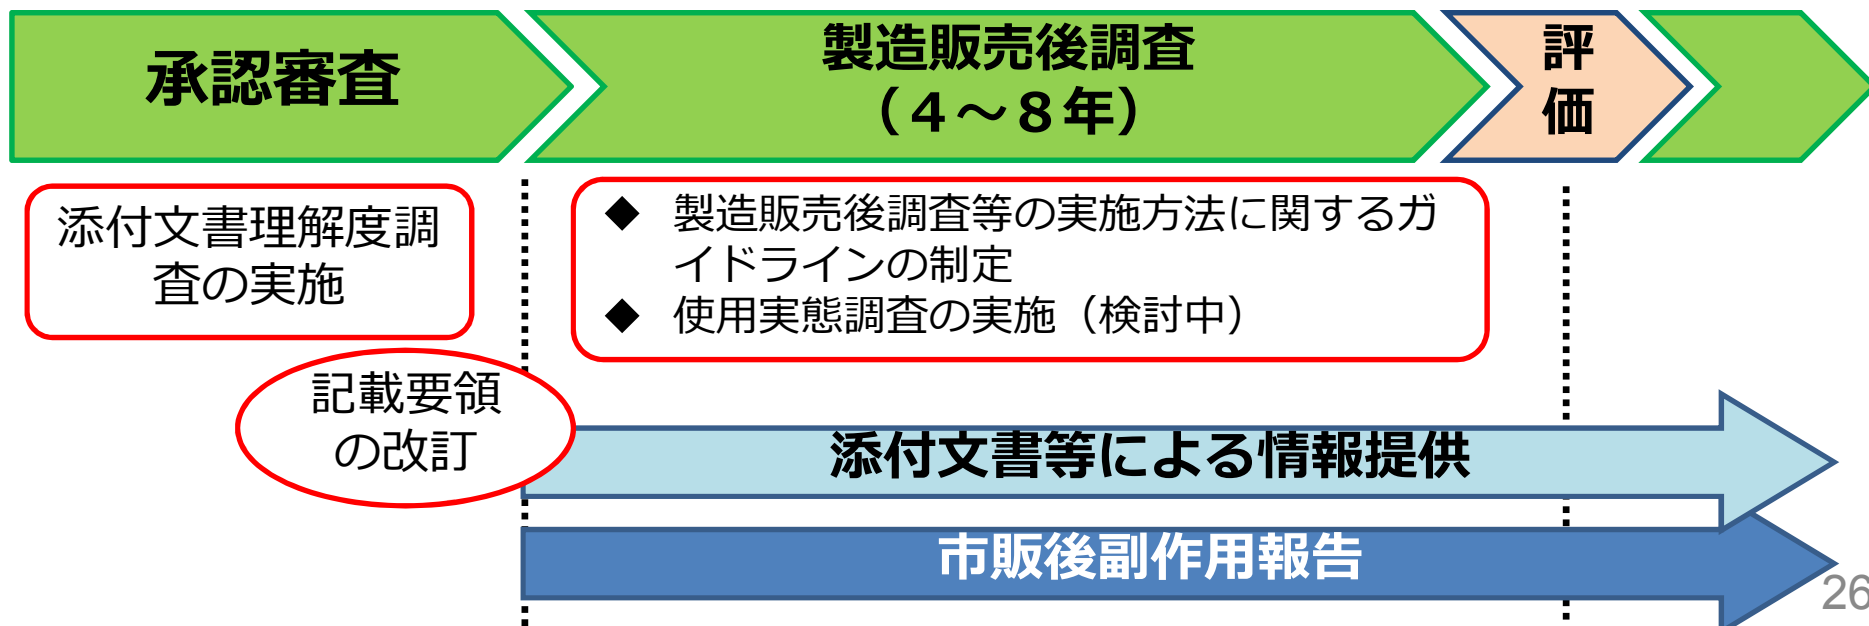 承認審査
製造販売後調査
（４～８年）
評
価
添付文書理解度調
査の実施
◆ 製造販売後調査等の実施方法に関するガ
イドラインの制定
◆ 使用実態調査の実施（検討中）
記載要領
の改訂
添付文書等による情報提供
市販後副作用報告
26